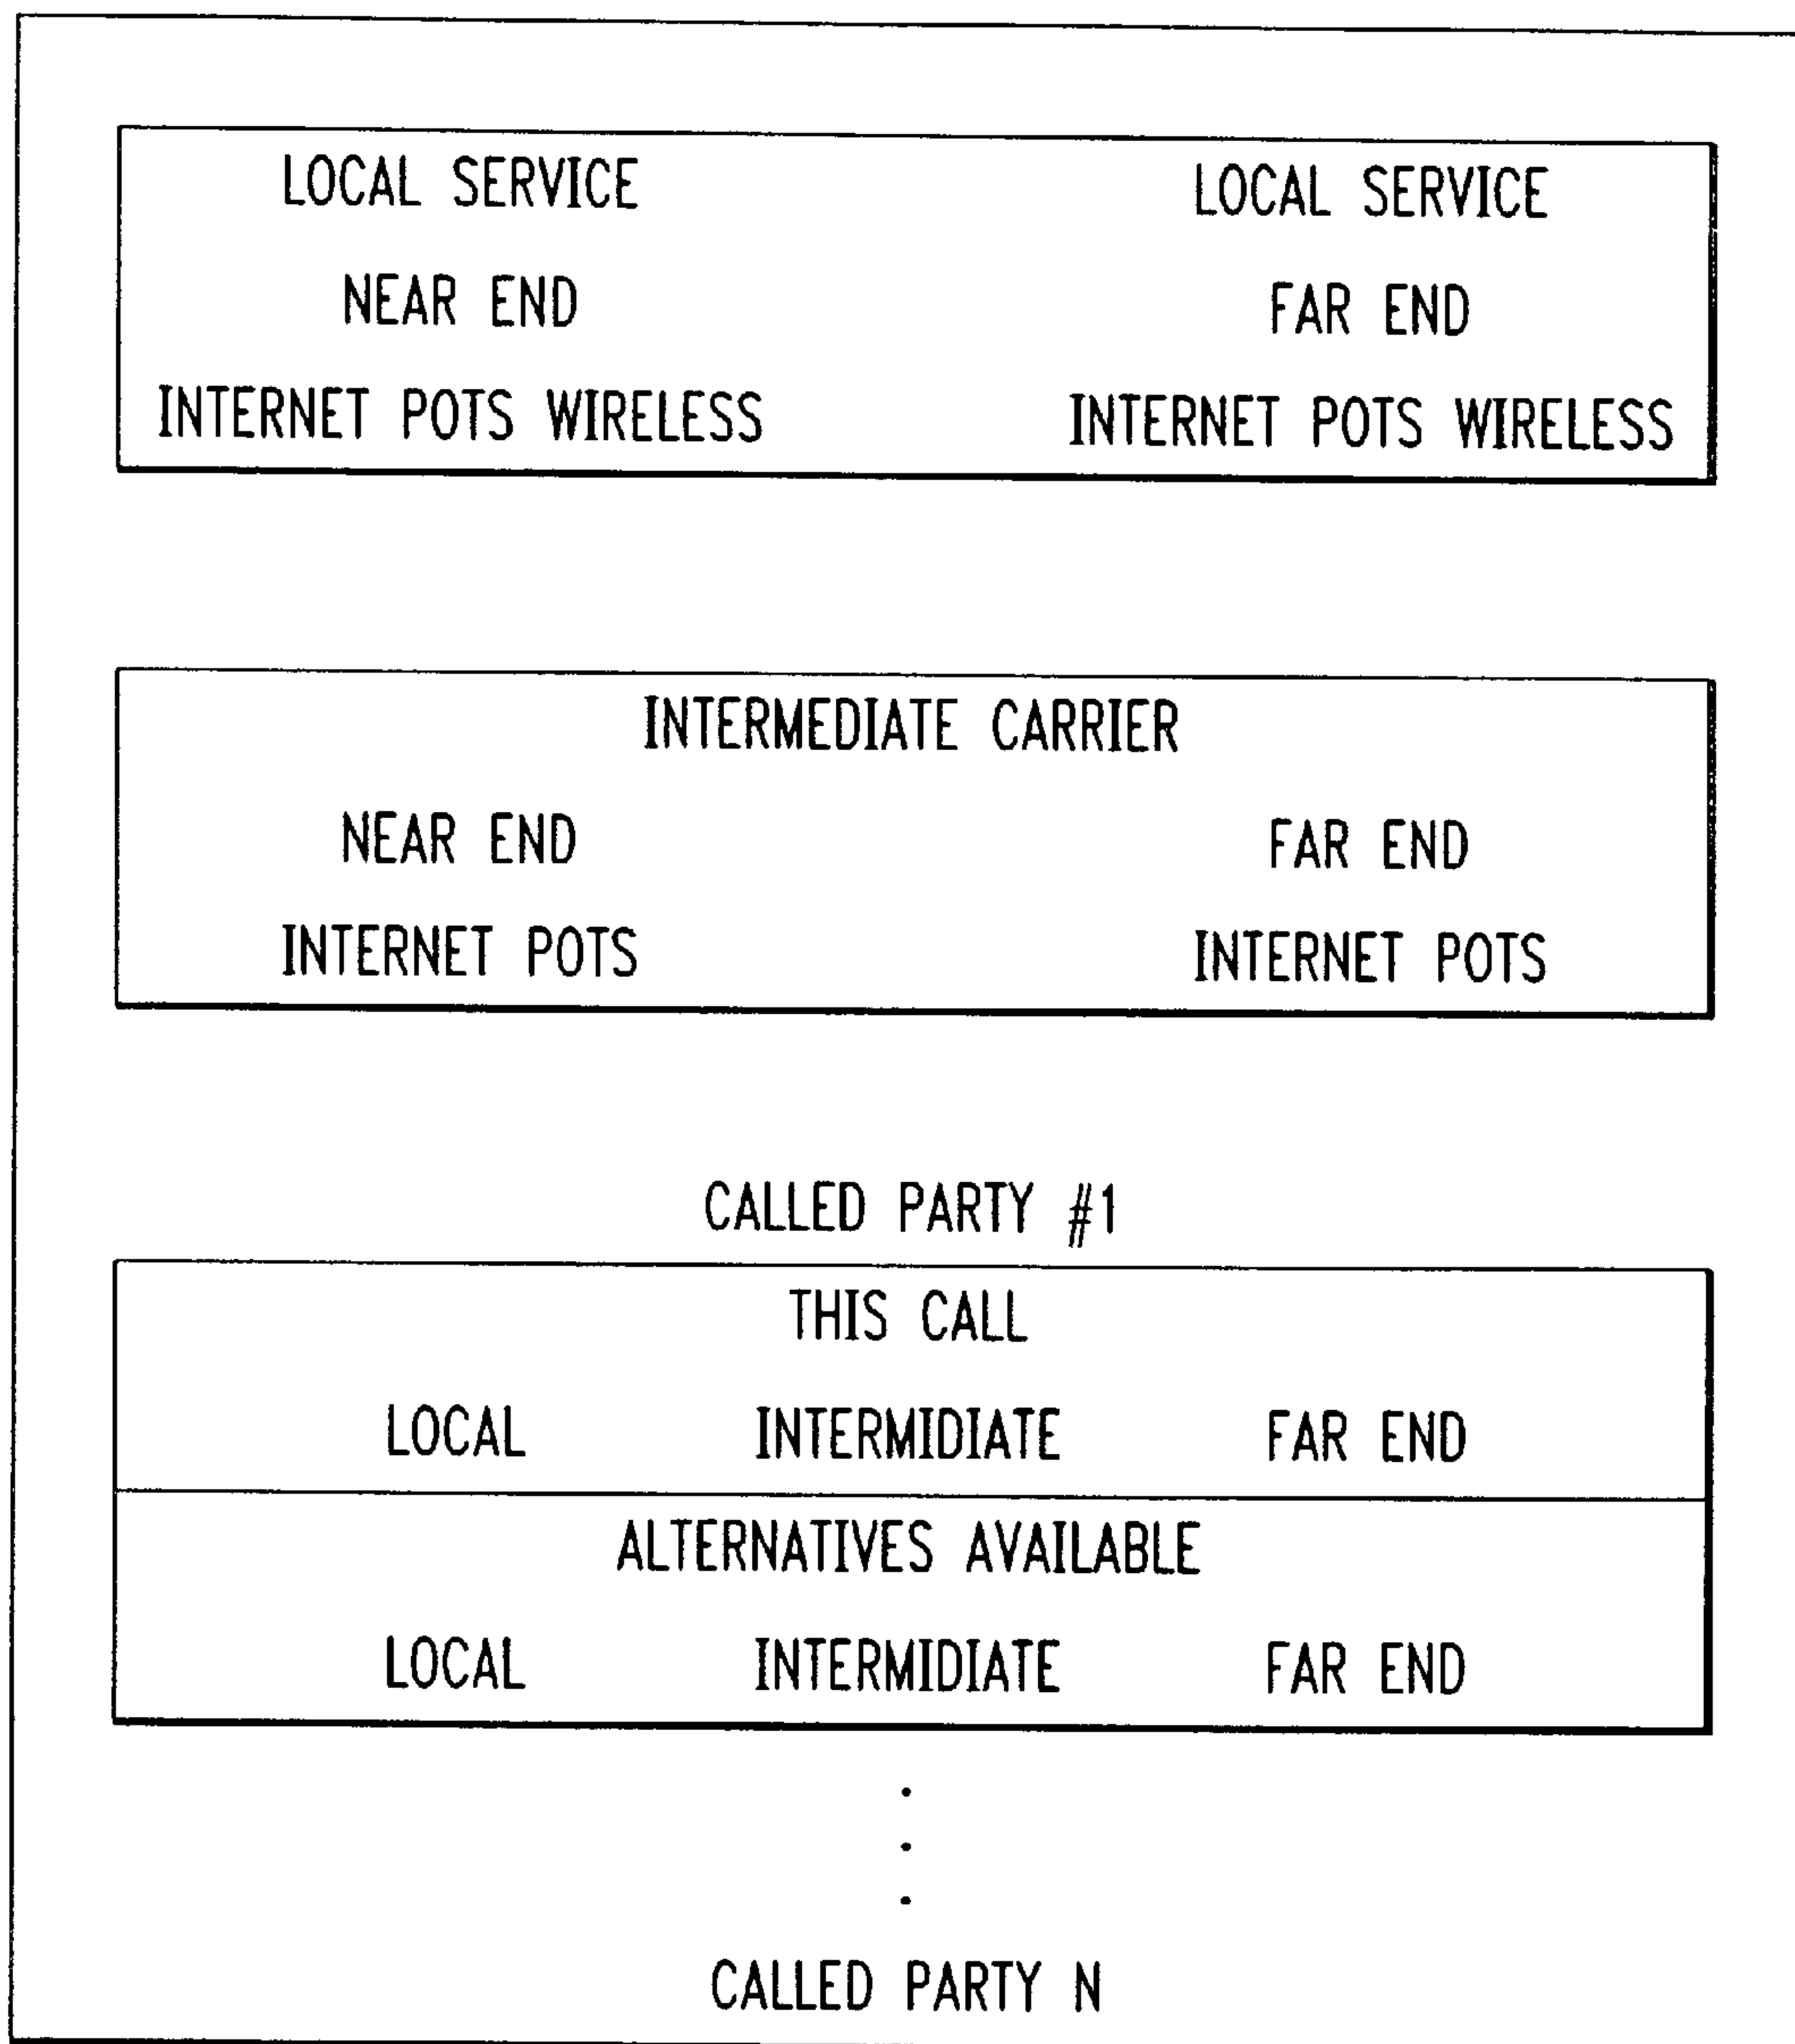 LOCAL SERVICE LOCAL SERVICE
NEAR END FAR END
INTERNET POTS WIRELESS INTERNET POTS WIRELESS
INTERMEDIATE CARRIER
NEAR END FAR END
INTERNET POTS INTERNET POTS
CALLED PARTY #1
THIS CALL
LOCAL INTERMIDIATE FAR END
ALTERNATIVES AVAILABLE
LOCAL INTERMIDIATE FAR END
CALLED PARTY N